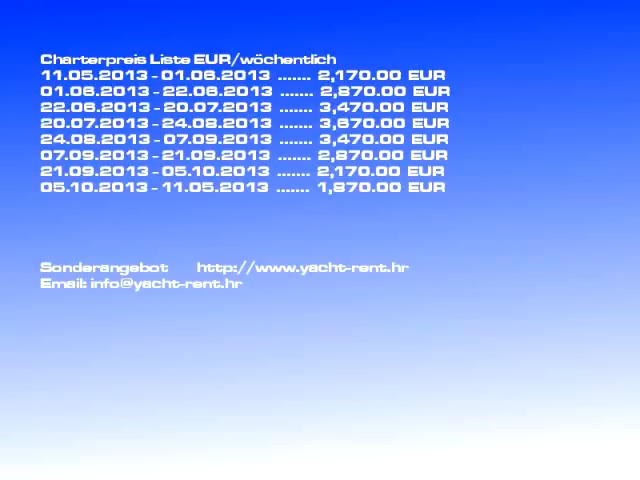 Charterpreis Liste EUR/wöchentlich
11.05.2013 - 01.06.2013 ....... 2,170.00 EUR
01.06.2013 - 22.06.2013 ....... 2,870.00 EUR
22.06.2013 - 20.07.2013 ....... 3,470.00 EUR
20.07.2013 - 24.08.2013 ....... 3,670.00 EUR
24.08.2013 - 07.09.2013 ....... 3,470.00 EUR
07.09.2013 - 21.09.2013 ....... 2,870.00 EUR
21.09.2013 - 05.10.2013 ....... 2,170.00 EUR
05.10.2013 - 11.05.2013 ....... 1,870.00 EUR
Sonderangebot http://www.yacht-rent.hr
Email: info@yacht-rent.hr